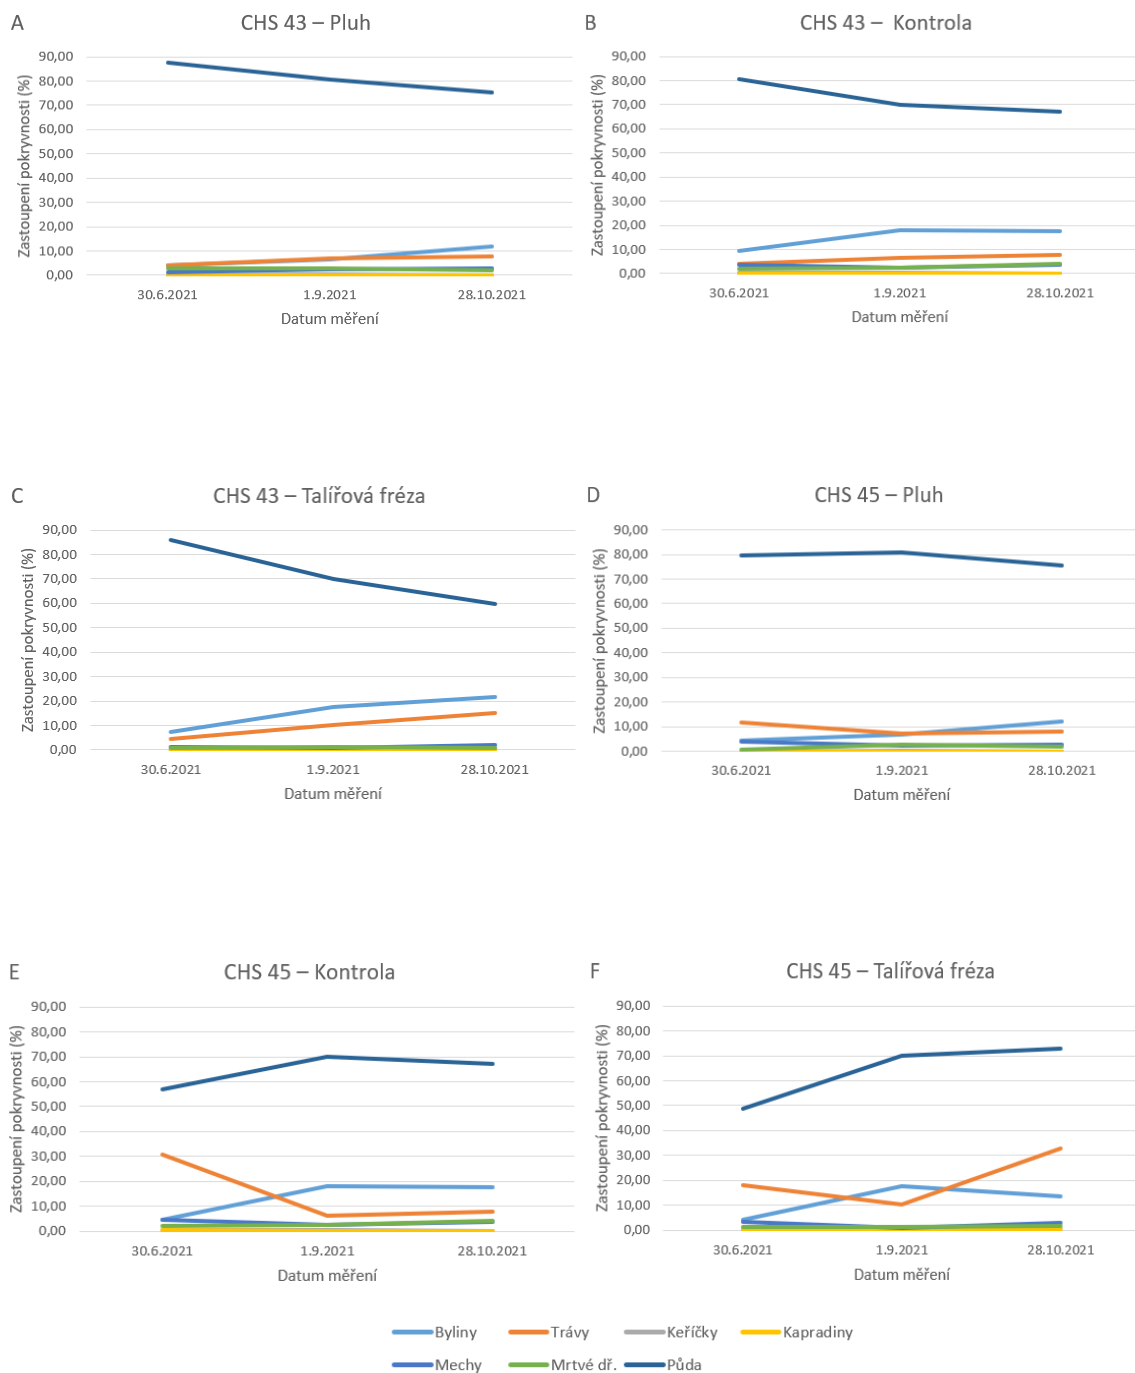 A
CHS 43 – Pluh
Zastoupení pokryvnosti (%)
90,00
80,00
70,00
60,00
50,00
40,00
30,00
20,00
10,00
0,00
30.6.2021 1.9.2021 28.10.2021
Datum měření
B
CHS 43 – Kontrola
Zastoupení pokryvnosti (%)
90,00
80,00
70,00
60,00
50,00
40,00
30,00
20,00
10,00
0,00
30.6.2021 1.9.2021 28.10.2021
Datum měření
C
CHS 43 – Talířová fréza
Zastoupení pokryvnosti (%)
90,00
80,00
70,00
60,00
50,00
40,00
30,00
20,00
10,00
0,00
30.6.2021 1.9.2021 28.10.2021
Datum měření
D
CHS 45 – Pluh
Zastoupení pokryvnosti (%)
90,00
80,00
70,00
60,00
50,00
40,00
30,00
20,00
10,00
0,00
30.6.2021 1.9.2021 28.10.2021
Datum měření
E
CHS 45 – Kontrola
Zastoupení pokryvnosti (%)
90,00
80,00
70,00
60,00
50,00
40,00
30,00
20,00
10,00
0,00
30.6.2021 1.9.2021 28.10.2021
Datum měření
F
CHS 45 – Talířová fréza
Zastoupení pokryvnosti (%)
90,00
80,00
70,00
60,00
50,00
40,00
30,00
20,00
10,00
0,00
30.6.2021 1.9.2021 28.10.2021
Datum měření
Byliny Trávy Keříčky Kapradiny
Mechy Mrtvé dř. Půda